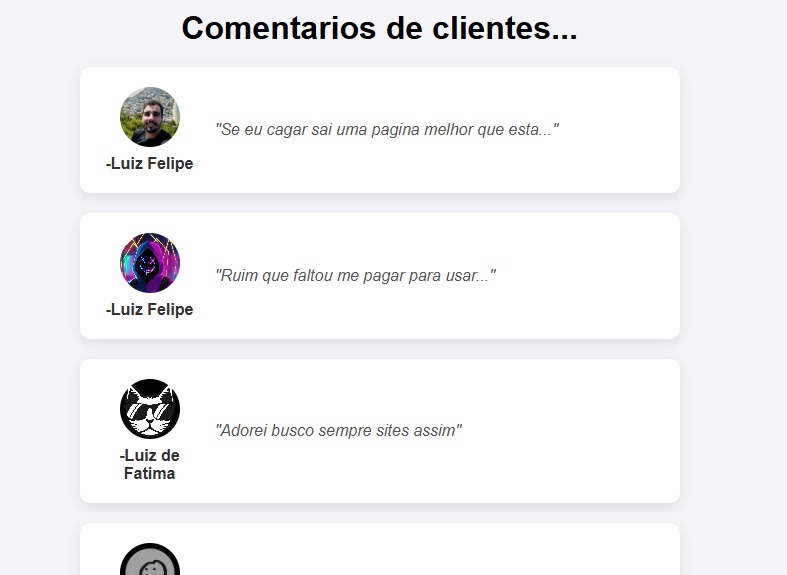 Comentarios de clientes...
"Se eu cagar sai uma pagina melhor que esta..."
-Luiz Felipe
"Ruim que faltou me pagar para usar..."
-Luiz Felipe
"Adorei busco sempre sites assim"
-Luiz de
Fatima